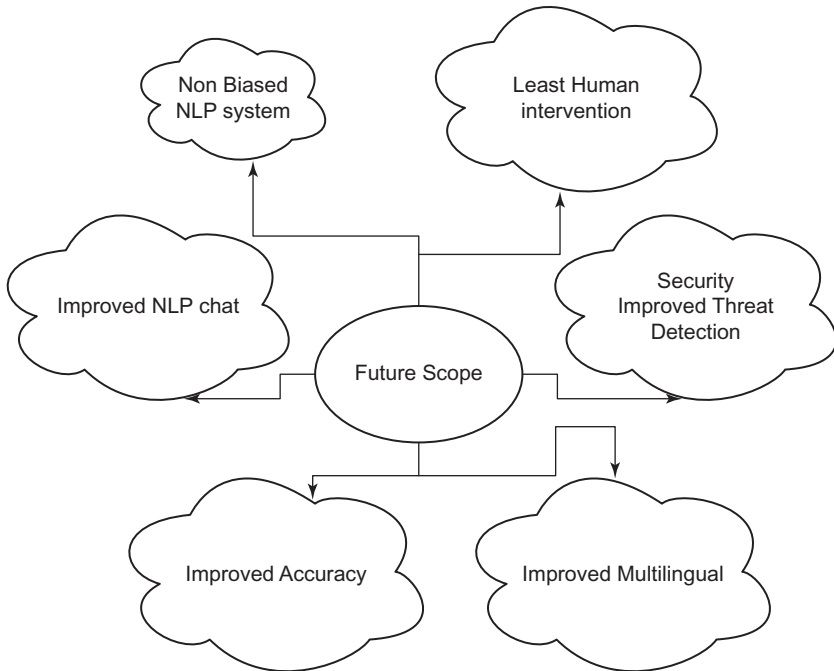 Non Biased
NLP system
Least Human
intervention
Improved NLP chat
Security
Improved Threat
Detection
Future Scope
Improved Accuracy
Improved Multilingual